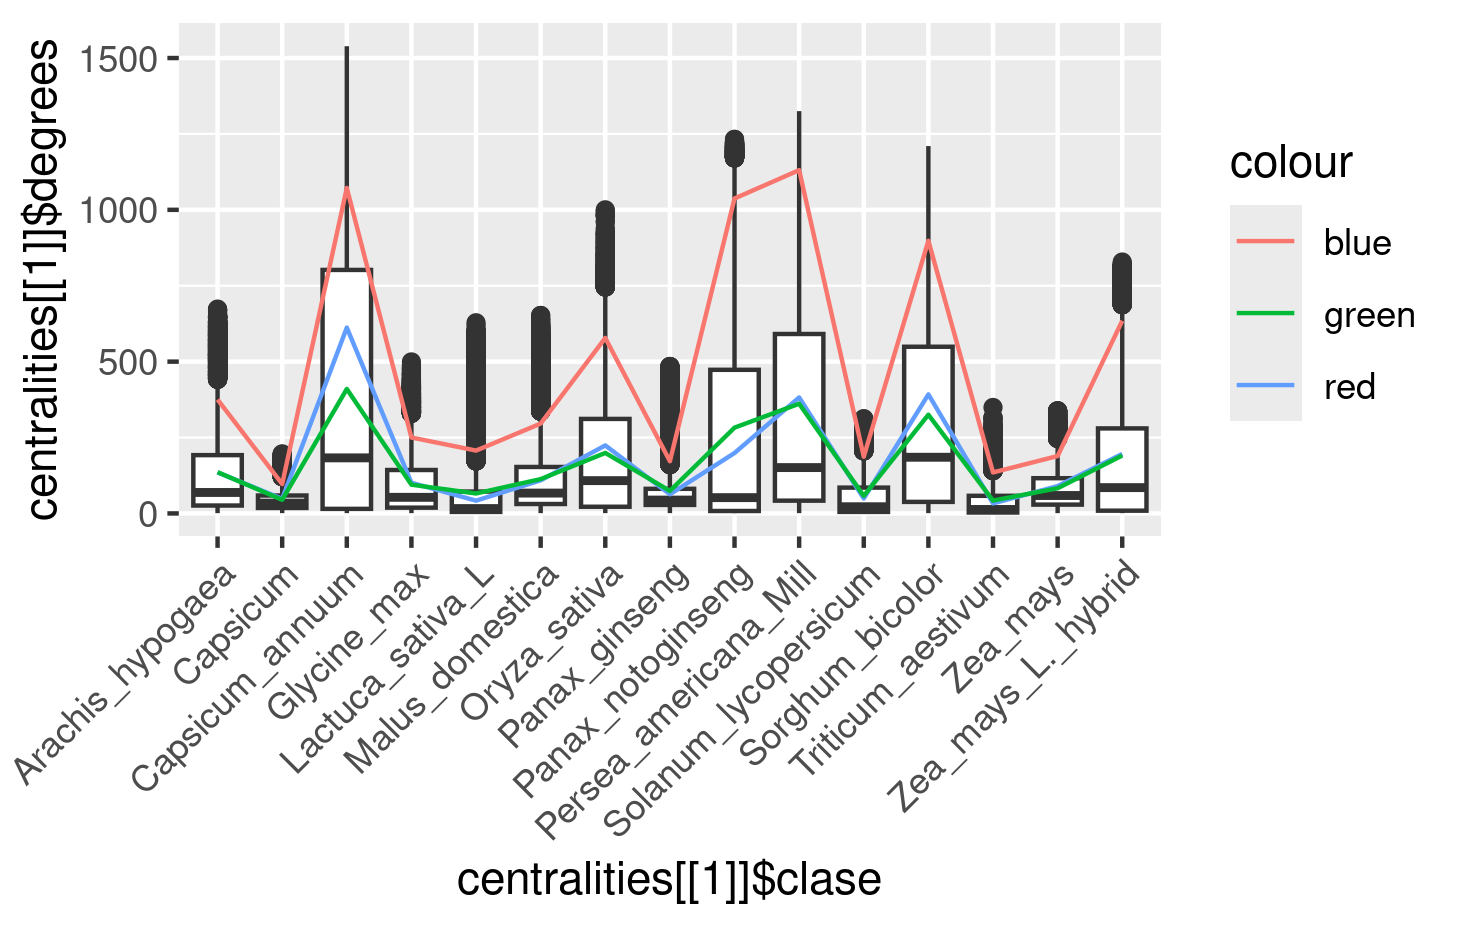 centralities[[1]]$degrees
1500
1000
500
0
Arachis_hypogaea
Capsicum
Capsicum_annuum
Glycine_max
Lactuca_sativa_L
Malus_domestica
Oryza_sativa
Panax_ginseng
Panax_notoginseng
Persea_americana_Mill
Solanum_lycopersicum
Sorghum_bicolor
Triticum_aestivum
Zea_mays
Zea_mays_L._hybrid
centralities[[1]]$clase
colour
blue
green
red